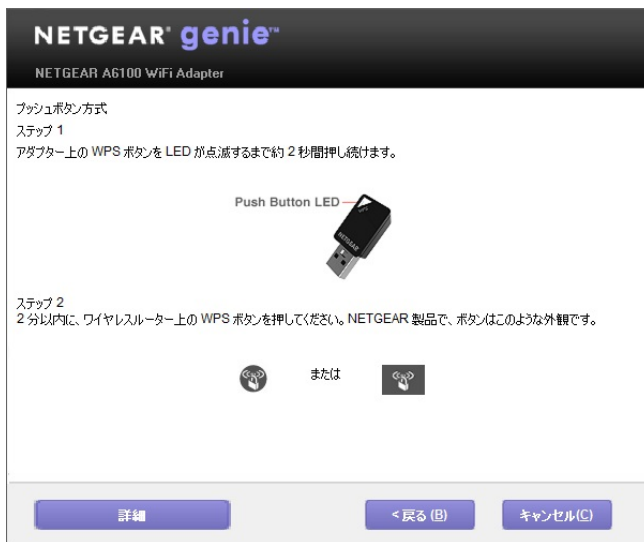 NETGEAR® genie™
NETGEAR A6100 WiFi Adapter
プッシュボタン方式
ステップ 1
アダプター上の WPS ボタンを LED が点滅するまで約 2 秒間押し続けます。
Push Button LED
NETGEAR
ステップ 2
2 分以内に、ワイヤレスルーター上の WPS ボタンを押してください。NETGEAR 製品で、ボタンはこのような外観です。
または
詳細
< 戻る (B)
キャンセル(C)